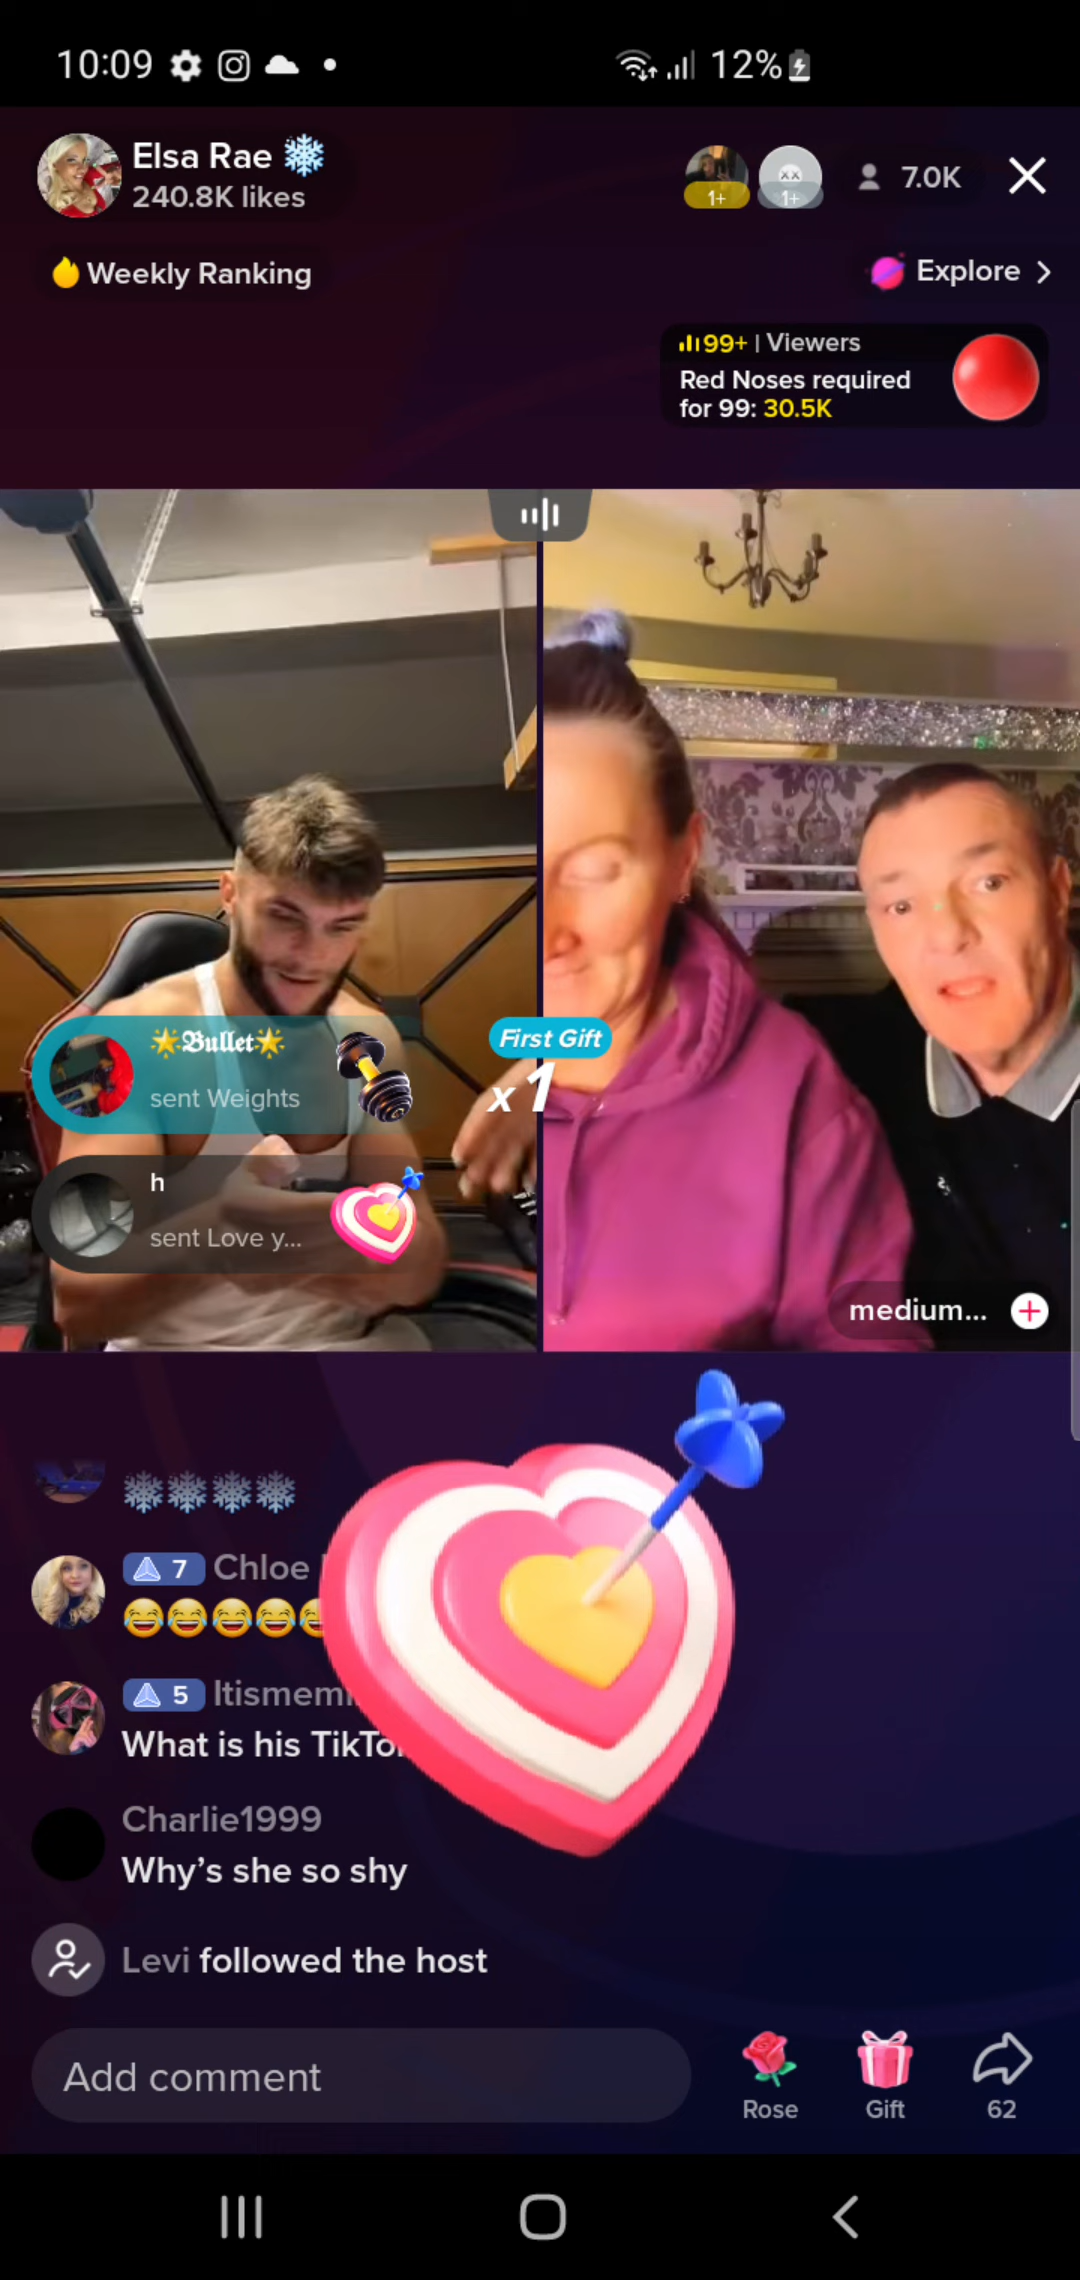 10:09
12%
Elsa Rae
240.8K likes
1+
1+
7.0K
Weekly Ranking
Explore
99+ | Viewers
Red Noses required
for 99: 30.5K
Bullet
sent Weights
First Gift
x1
h
sent Love y...
medium...
7 Chloe
5 Itismem
What is his TikTo
Charlie1999
Why’s she so shy
Levi followed the host
Add comment
Rose
Gift
62